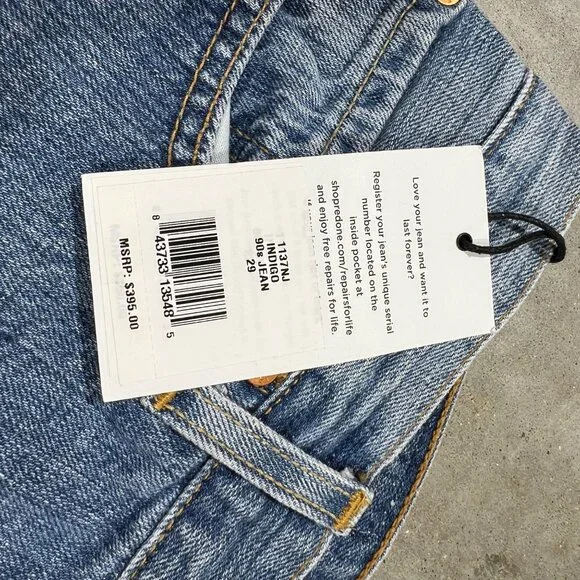 Love your jean and want it to
last forever?
Register your jean's unique serial
number located on the
inside pocket at
shopredone.com/repairsforlife
and enjoy free repairs for life.
1137NJ
INDIGO
90s JEAN
29
8 43733 13548 5
MSRP: $395.00